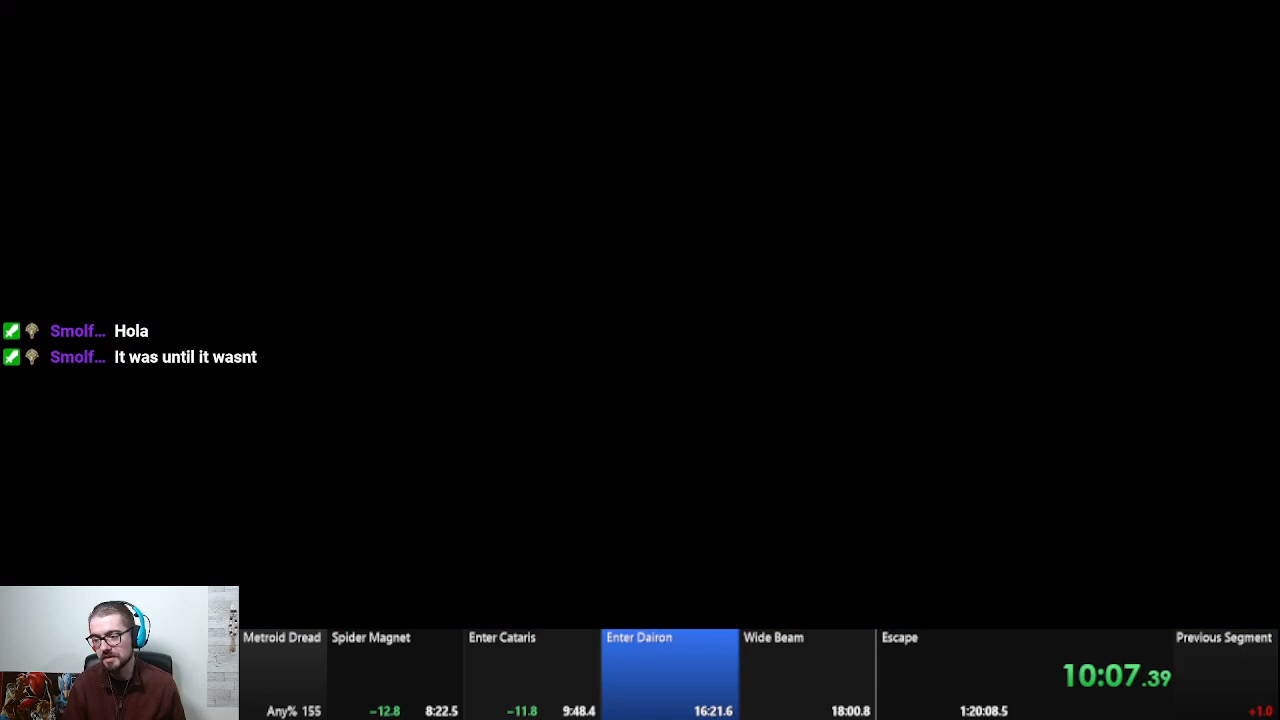 Smolf... Hola
Smolf... It was until it wasnt
Metroid Dread
Any% 155
Spider Magnet
-12.8 8:22.5
Enter Cataris
-11.8 9:48.4
Enter Dairon
16:21.6
Wide Beam
18:00.8
Escape
1:20:08.5
10:07.39
Previous Segment
+1.0